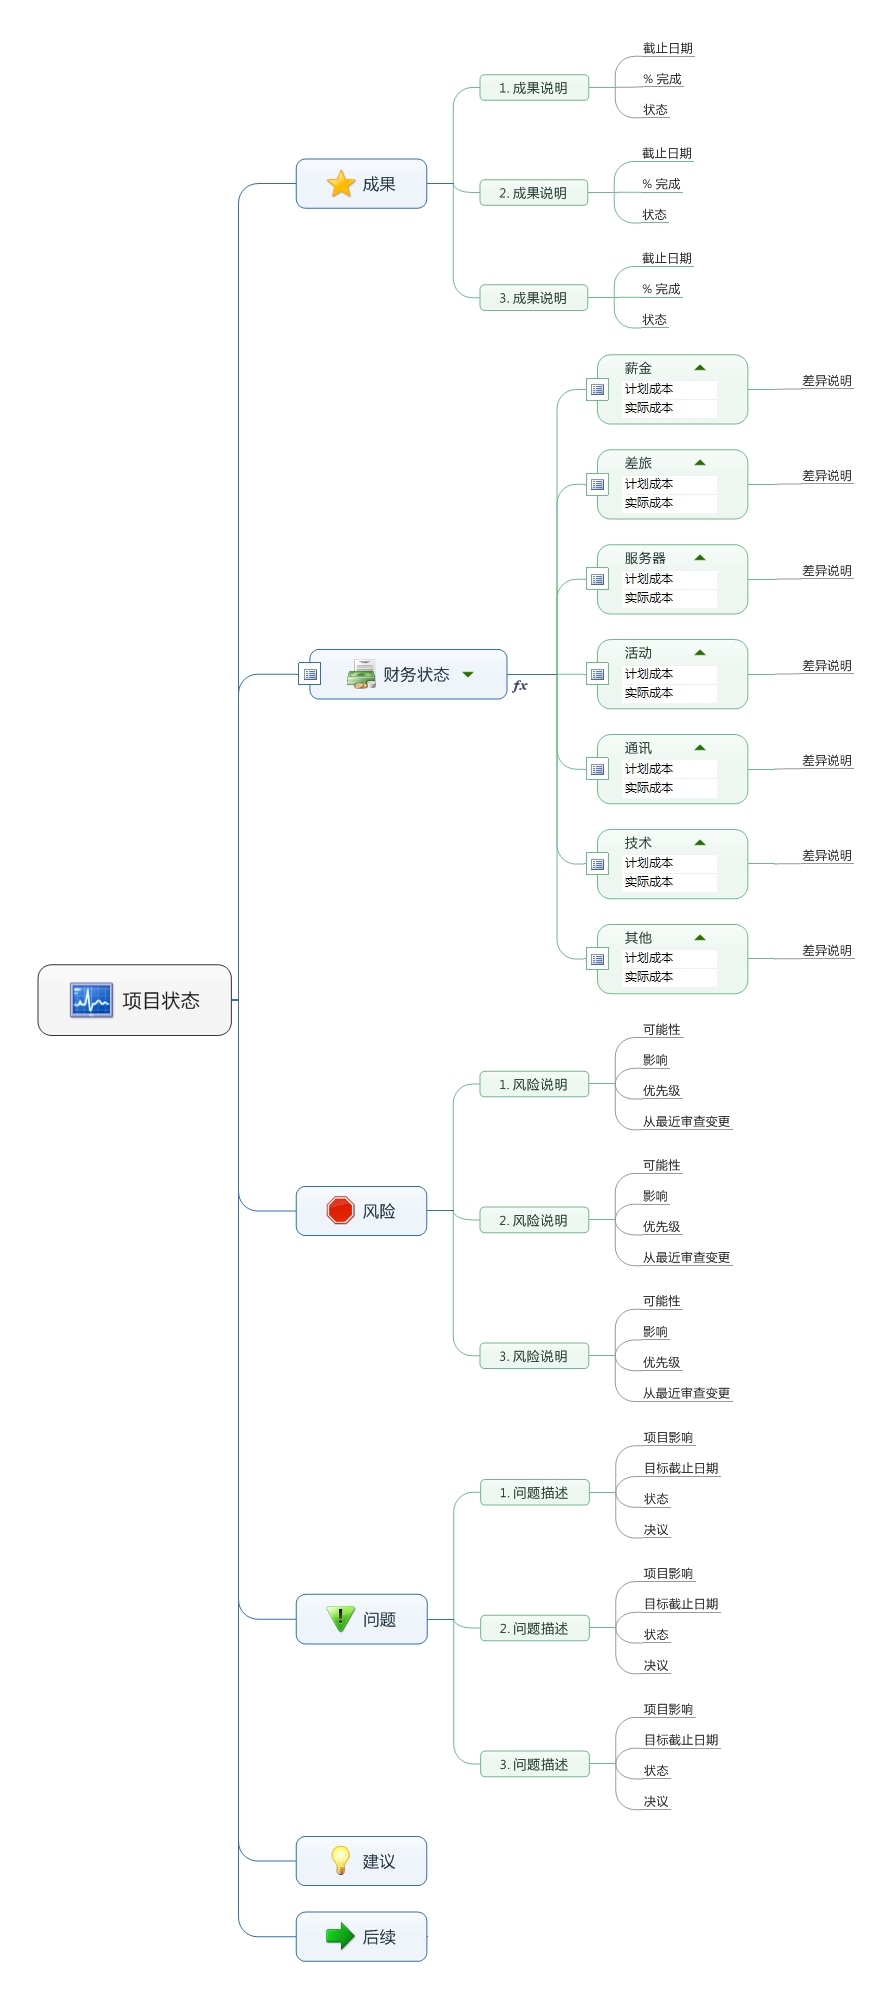 项目状态
成果
1. 成果说明
截止日期
% 完成
状态
2. 成果说明
截止日期
% 完成
状态
3. 成果说明
截止日期
% 完成
状态
财务状态
fx
薪金
计划成本
实际成本
差异说明
差旅
计划成本
实际成本
差异说明
服务器
计划成本
实际成本
差异说明
活动
计划成本
实际成本
差异说明
通讯
计划成本
实际成本
差异说明
技术
计划成本
实际成本
差异说明
其他
计划成本
实际成本
差异说明
风险
1. 风险说明
可能性
影响
优先级
从最近审查变更
2. 风险说明
可能性
影响
优先级
从最近审查变更
3. 风险说明
可能性
影响
优先级
从最近审查变更
问题
1. 问题描述
项目影响
目标截止日期
状态
决议
2. 问题描述
项目影响
目标截止日期
状态
决议
3. 问题描述
项目影响
目标截止日期
状态
决议
建议
后续